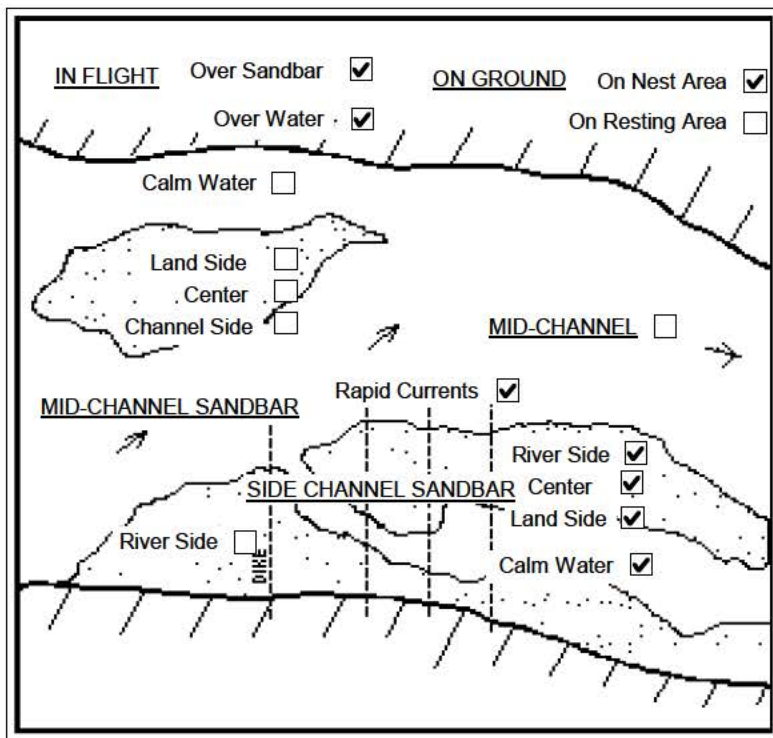 IN FLIGHT Over Sandbar ON GROUND On Nest Area
Over Water On Resting Area
Calm Water
Land Side
Center
Channel Side
MID-CHANNEL
Rapid Currents
MID-CHANNEL SANDBAR
River Side
SIDE CHANNEL SANDBAR Center
Land Side
River Side
DIKE
Calm Water